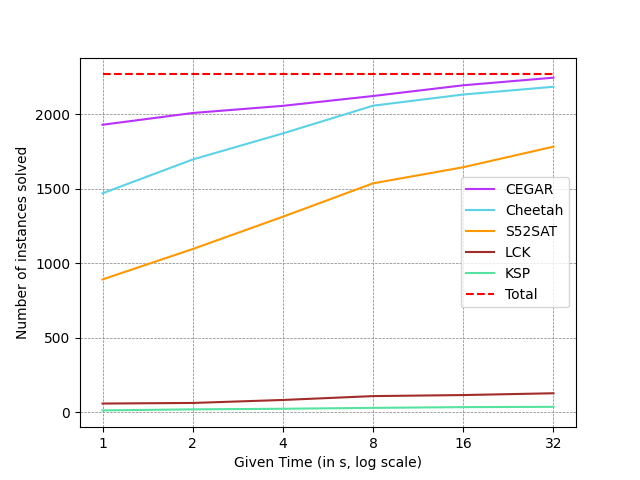 2000
1500
1000
500
0
Number of instances solved
CEGAR
Cheetah
S52SAT
LCK
KSP
Total
1 2 4 8 16 32
Given Time (in s, log scale)